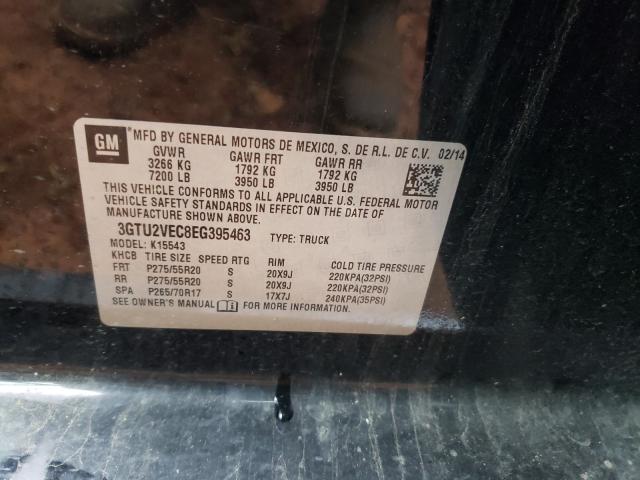 GM
MFD BY GENERAL MOTORS DE MEXICO, S. DE R.L. DE C.V. 02/14
GVWR GAWR FRT GAWR RR
3266 KG 1792 KG 1792 KG
7200 LB 3950 LB 3950 LB
THIS VEHICLE CONFORMS TO ALL APPLICABLE U.S. FEDERAL MOTOR
VEHICLE SAFETY STANDARDS IN EFFECT ON THE DATE OF
MANUFACTURE SHOWN ABOVE.
3GTU2VEC8EG395463 TYPE: TRUCK
MODEL: K15543
KHCB TIRE SIZE SPEED RTG RIM COLD TIRE PRESSURE
FRT P275/55R20 S 20X9J 220KPA(32PSI)
RR P275/55R20 S 20X9J 220KPA(32PSI)
SPA P265/70R17 S 17X7J 240KPA(35PSI)
SEE OWNER'S MANUAL FOR MORE INFORMATION.